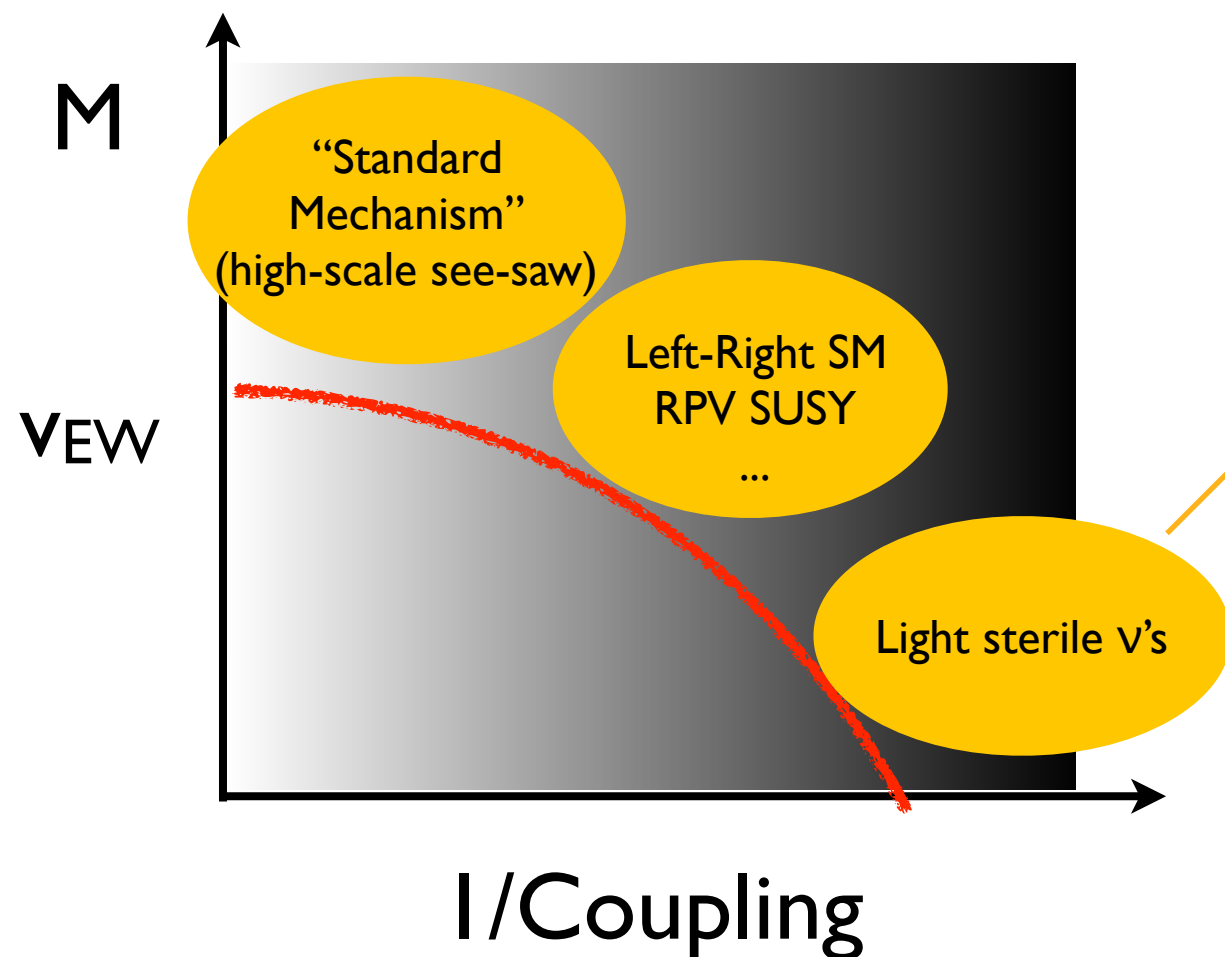 M
“Standard
Mechanism”
(high-scale see-saw)
Left-Right SM
RPV SUSY
...
vEW
Light sterile ν’s
1/Coupling